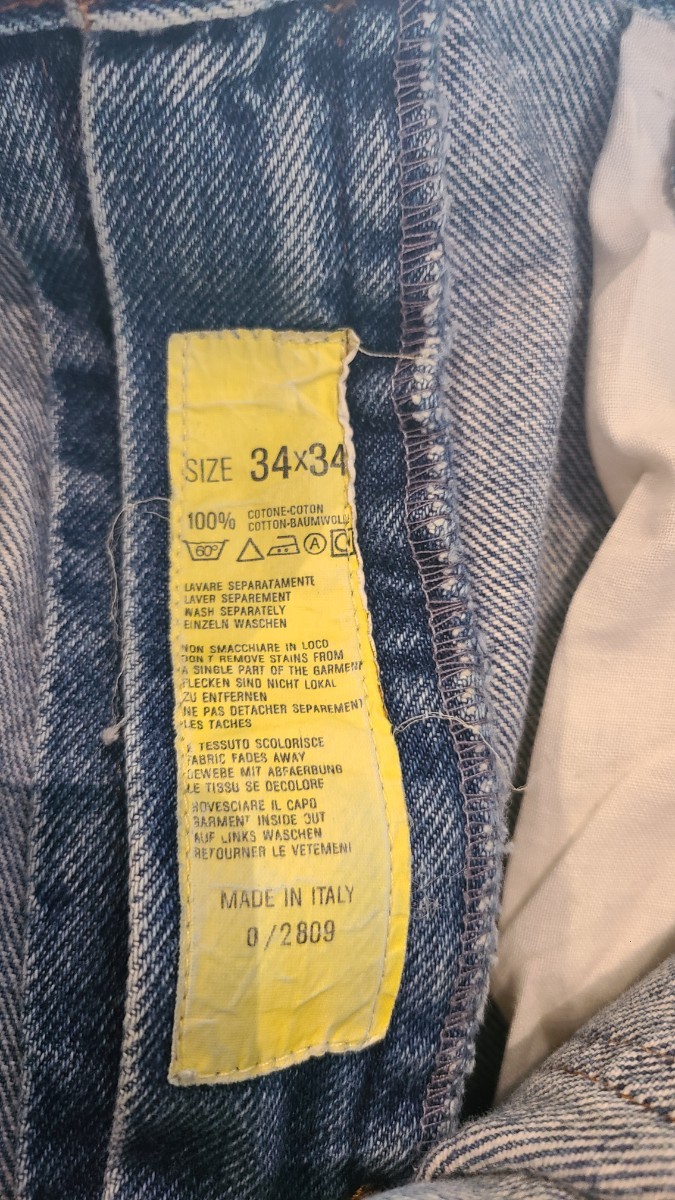 SIZE 34×34
100% COTONE-COTON
COTTON-BAUMWOLL
60° A
LAVARE SEPARATAMENTE
LAVER SEPAREMENT
WASH SEPARATELY
EINZELN WASCHEN
NON SMACCHIARE IN LOCO
DON'T REMOVE STAINS FROM
A SINGLE PART OF THE GARMENT
FLECKEN SIND NICHT LOKAL
ZU ENTFERNEN
NE PAS DETACHER SEPAREMENT
LES TACHES
TESSUTO SCOLORISCE
FABRIC FADES AWAY
GEWEBE MIT ABFAERBUNG
LE TISSU SE DECOLORE
ROVESCIARE IL CAPO
GARMENT INSIDE OUT
AUF LINKS WASCHEN
RETOURNER LE VETEMENT
MADE IN ITALY
0/2809